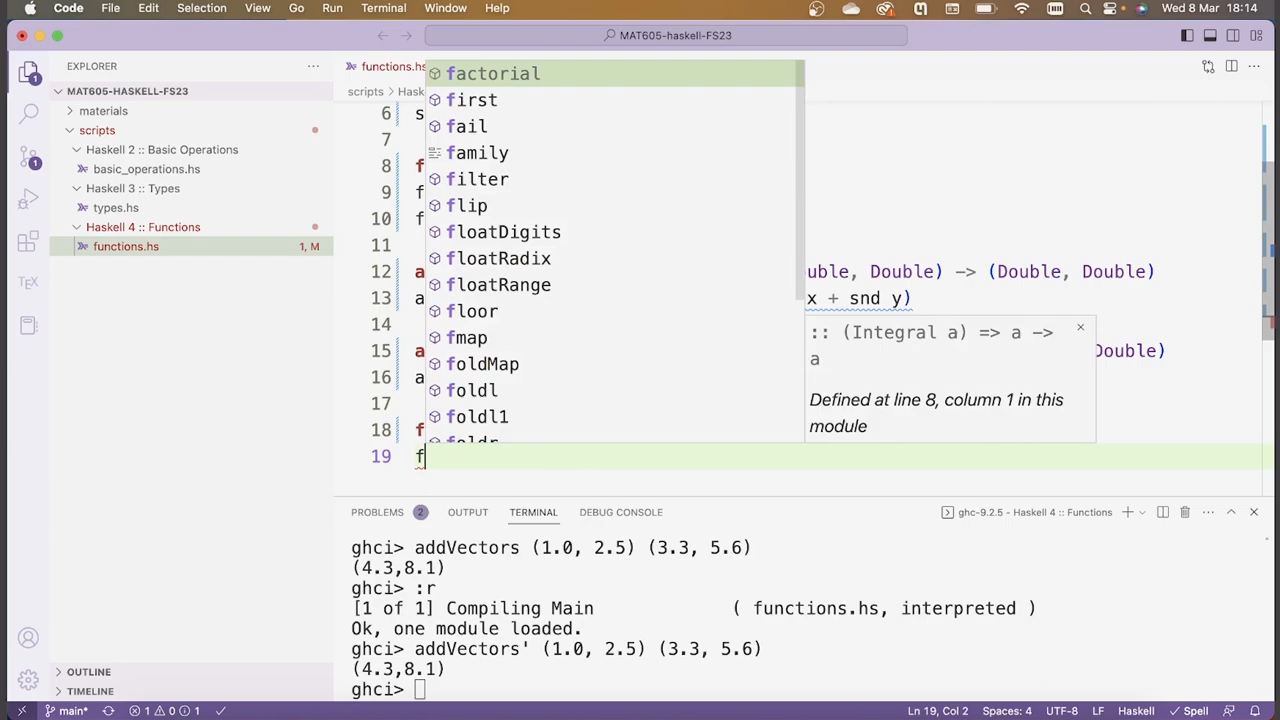 Code File Edit Selection View Go Run Terminal Window Help Wed 8 Mar 18:14
MAT605-haskell-FS23
EXPLORER
functions.hs
MAT605-HASKELL-FS23
materials
scripts
Haskell 2 :: Basic Operations
basic_operations.hs
Haskell 3 :: Types
types.hs
Haskell 4 :: Functions
functions.hs 1, M
OUTLINE
TIMELINE
scripts > Hask
6 s
7
8 f
9 f
10 f
11
12 a uble, Double) -> (Double, Double)
13 a x + snd y)
14
15 a Double)
16 a
17
18 f
19 f
factorial
first
fail
family
filter
flip
floatDigits
floatRadix
floatRange
floor
fmap
foldMap
foldl
foldl1
foldr
:: (Integral a) => a ->
a
Defined at line 8, column 1 in this
module
PROBLEMS 2 OUTPUT TERMINAL DEBUG CONSOLE ghc-9.2.5 - Haskell 4 :: Functions
ghci> addVectors (1.0, 2.5) (3.3, 5.6)
(4.3,8.1)
ghci> :r
[1 of 1] Compiling Main ( functions.hs, interpreted )
Ok, one module loaded.
ghci> addVectors' (1.0, 2.5) (3.3, 5.6)
(4.3,8.1)
ghci>
main* 1 0 1 Ln 19, Col 2 Spaces: 4 UTF-8 LF Haskell Spell